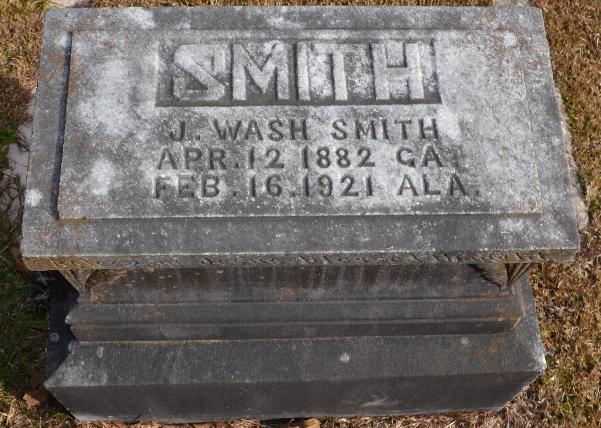 SMITH
J. WASH SMITH
APR. 12 1882 GA.
FEB. 16. 1921 ALA.